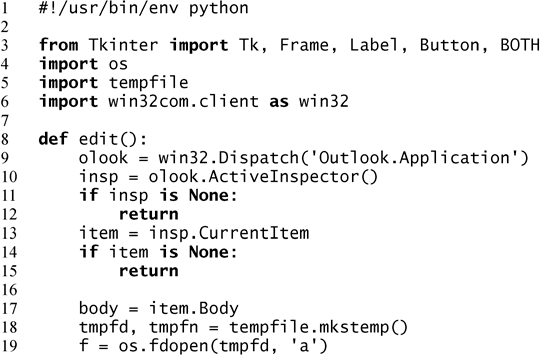 1 #!/usr/bin/env python
2
3 from Tkinter import Tk, Frame, Label, Button, BOTH
4 import os
5 import tempfile
6 import win32com.client as win32
7
8 def edit():
9     olook = win32.Dispatch('Outlook.Application')
10     insp = olook.ActiveInspector()
11     if insp is None:
12         return
13     item = insp.CurrentItem
14     if item is None:
15         return
16
17     body = item.Body
18     tmpfd, tmpfn = tempfile.mkstemp()
19     f = os.fdopen(tmpfd, 'a')